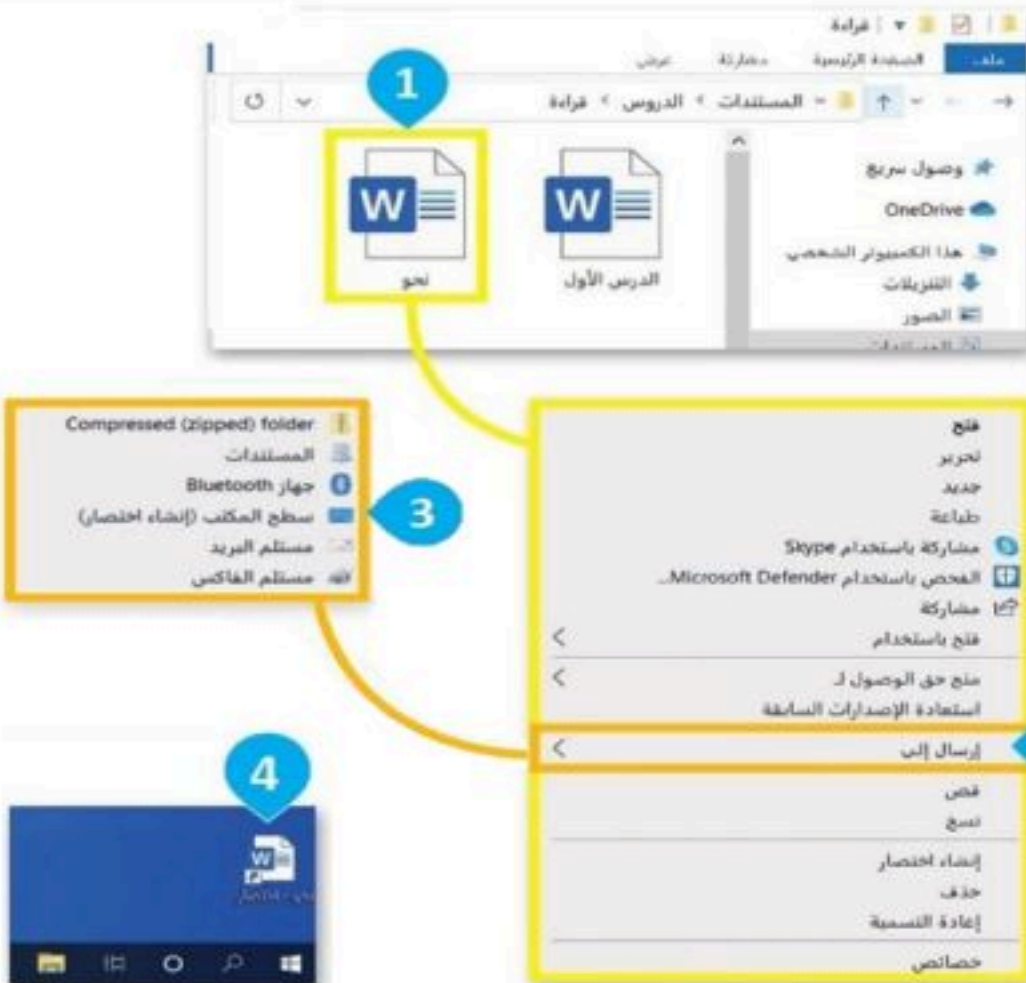 قراءة
ملف الصفحة الرئيسية مشاركة عرض
المستندات > الدروس > قراءة
1
وصول سريع
OneDrive
هذا الكمبيوتر الشخصي
التنزيلات
الصور
المستندات
W
الدرس الأول
W
نحو
فتح
تحرير
جديد
طباعة
مشاركة باستخدام Skype
الفحص باستخدام Microsoft Defender...
مشاركة
فتح باستخدام
منح حق الوصول لـ
استعادة الإصدارات السابقة
إرسال إلى
قص
نسخ
إنشاء اختصار
حذف
إعادة التسمية
خصائص
Compressed (zipped) folder
المستندات
جهاز Bluetooth
سطح المكتب (إنشاء اختصار)
مستلم البريد
مستلم الفاكس
3
4
W